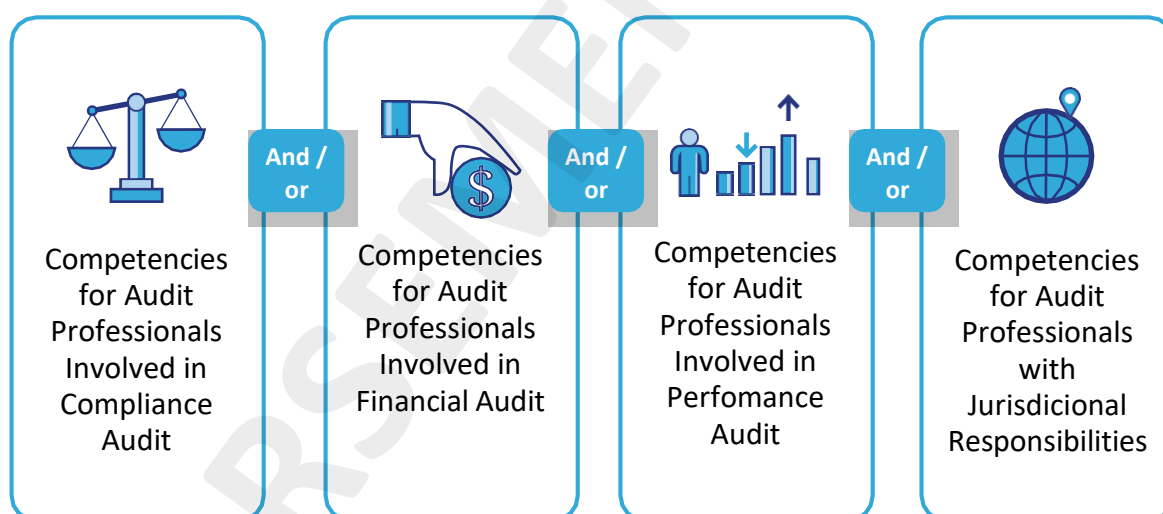 Competencies
for Audit
Professionals
Involved in
Compliance
Audit
And /
or
$
Competencies
for Audit
Professionals
Involved in
Financial Audit
And /
or
Competencies
for Audit
Professionals
Involved in
Perfomance
Audit
And /
or
Competencies
for Audit
Professionals
with
Jurisdicional
Responsibilities